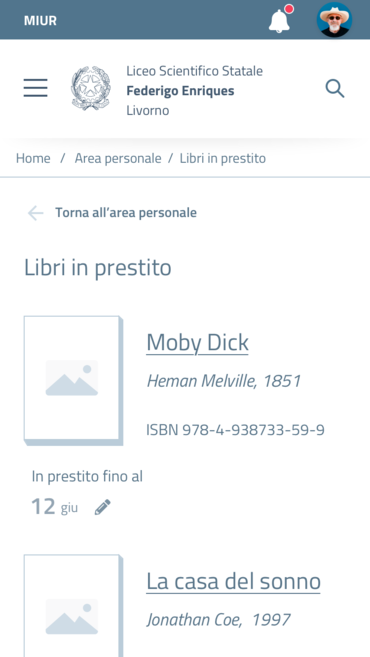 MIUR
Liceo Scientifico Statale
Federigo Enriques
Livorno
Home / Area personale / Libri in prestito
Torna all'area personale
Libri in prestito
Moby Dick
Heman Melville, 1851
ISBN 978-4-938733-59-9
In prestito fino al
12 giu
La casa del sonno
Jonathan Coe, 1997